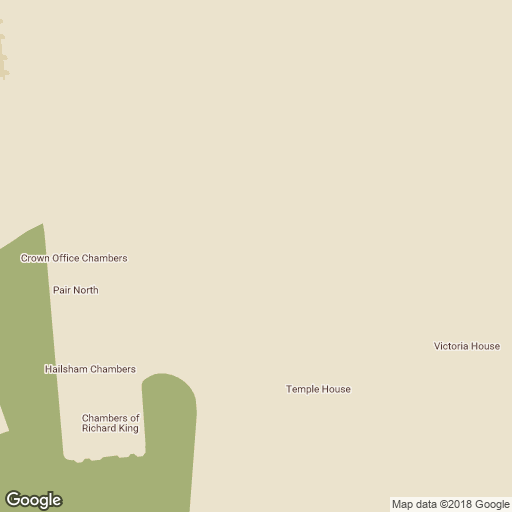 Crown Office Chambers
Pair North
Victoria House
Hailsham Chambers
Temple House
Chambers of
Richard King
Google
Map data ©2018 Google